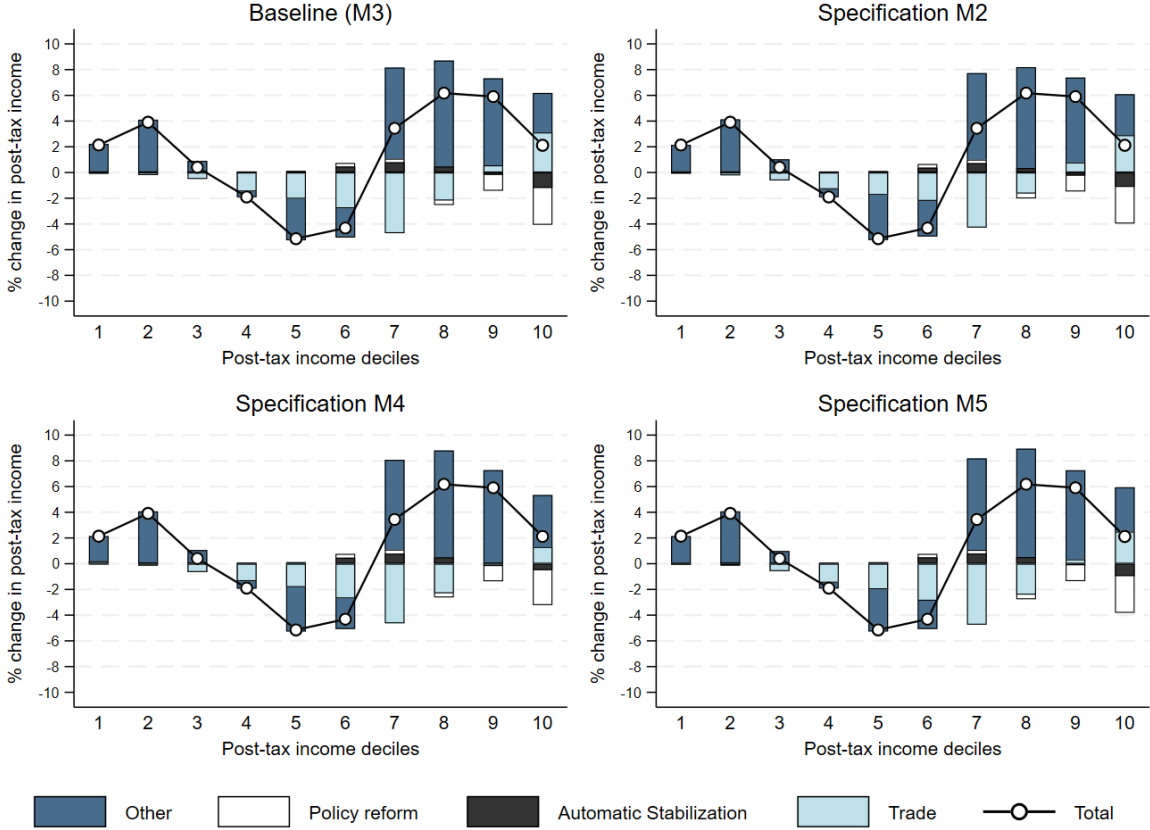 Baseline (M3)
% change in post-tax income
10
8
6
4
2
0
-2
-4
-6
-8
-10
1 2 3 4 5 6 7 8 9 10
Post-tax income deciles
Specification M2
% change in post-tax income
10
8
6
4
2
0
-2
-4
-6
-8
-10
1 2 3 4 5 6 7 8 9 10
Post-tax income deciles
Specification M4
% change in post-tax income
10
8
6
4
2
0
-2
-4
-6
-8
-10
1 2 3 4 5 6 7 8 9 10
Post-tax income deciles
Specification M5
% change in post-tax income
10
8
6
4
2
0
-2
-4
-6
-8
-10
1 2 3 4 5 6 7 8 9 10
Post-tax income deciles
Other Policy reform Automatic Stabilization Trade Total